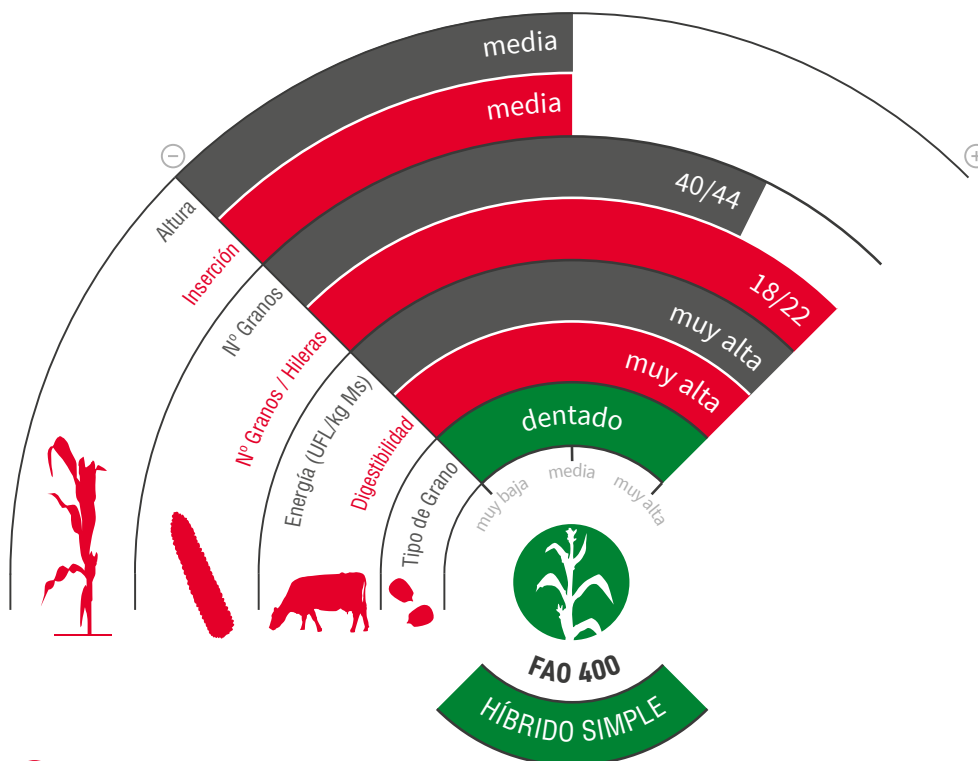 media
media
40/44
18/22
muy alta
muy alta
dentado
−
+
Altura
Inserción
Nº Granos
Nº Granos / Hileras
Energía (UFL/kg Ms)
Digestibilidad
Tipo de Grano
muy baja
media
muy alta
FAO 400
HÍBRIDO SIMPLE